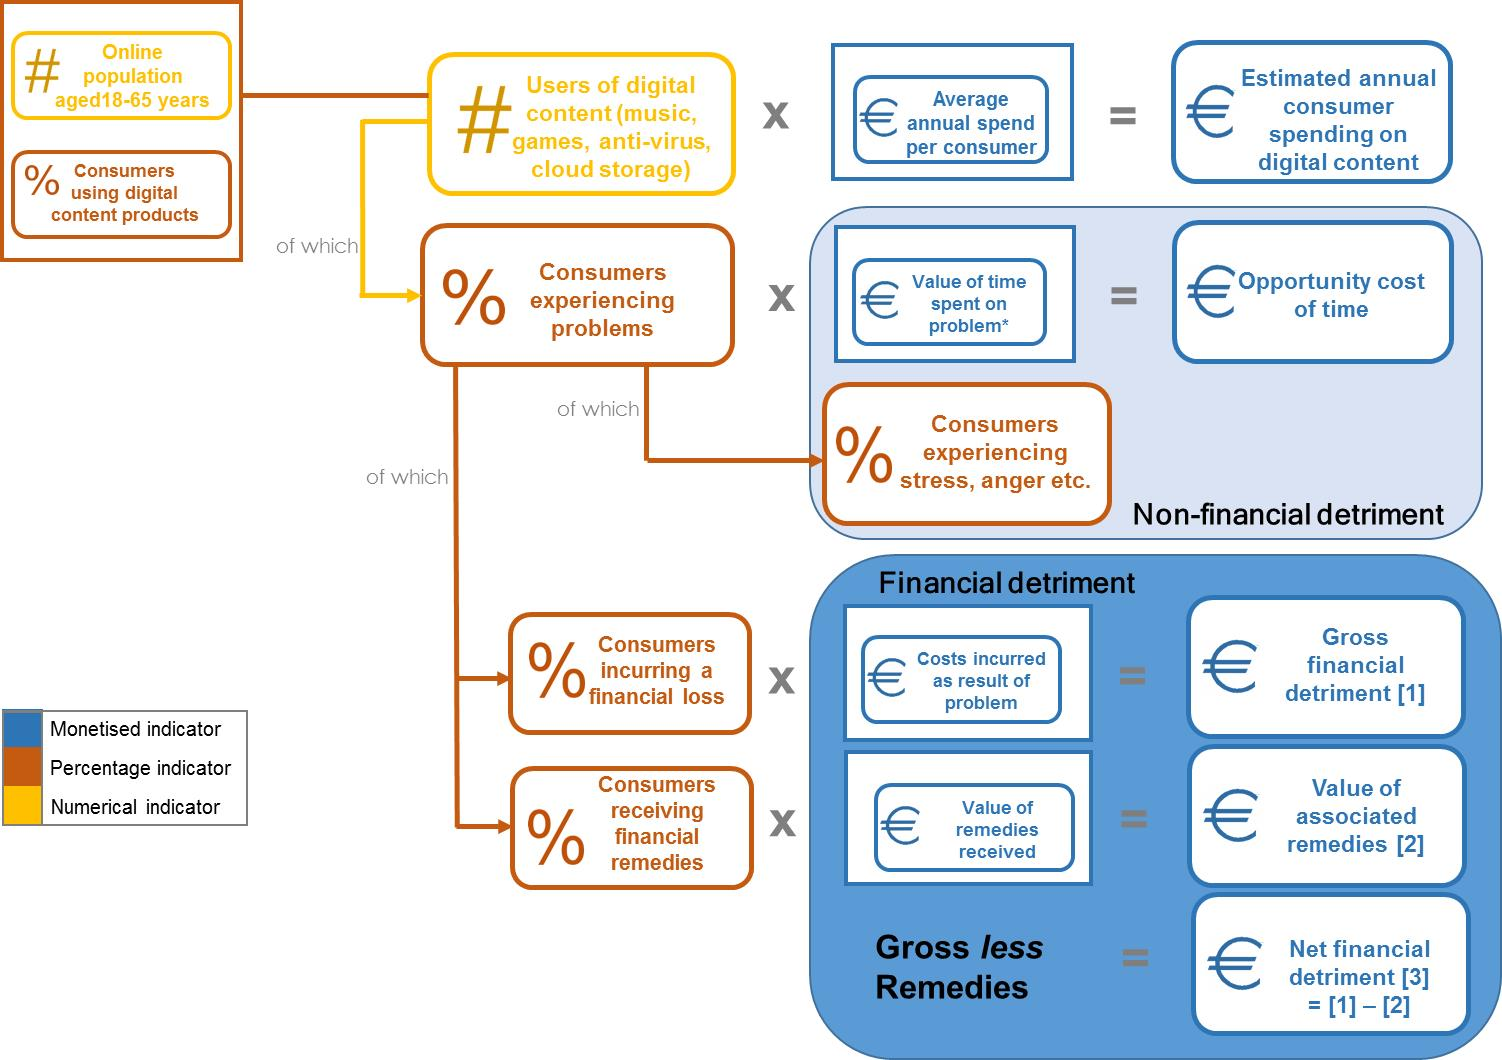 #
Online
population
aged18-65 years
%
Consumers
using digital
content products
#
Users of digital
content (music,
games, anti-virus,
cloud storage)
x
€
Average
annual spend
per consumer
=
€
Estimated annual
consumer
spending on
digital content
of which
%
Consumers
experiencing
problems
x
€
Value of time
spent on
problem*
=
€
Opportunity cost
of time
of which
%
Consumers
experiencing
stress, anger etc.
Non-financial detriment
of which
Financial detriment
%
Consumers
incurring a
financial loss
x
€
Costs incurred
as result of
problem
=
€
Gross
financial
detriment [1]
Monetised indicator
Percentage indicator
Numerical indicator
%
Consumers
receiving
financial
remedies
x
€
Value of
remedies
received
=
€
Value of
associated
remedies [2]
Gross less
Remedies
=
€
Net financial
detriment [3]
= [1] – [2]